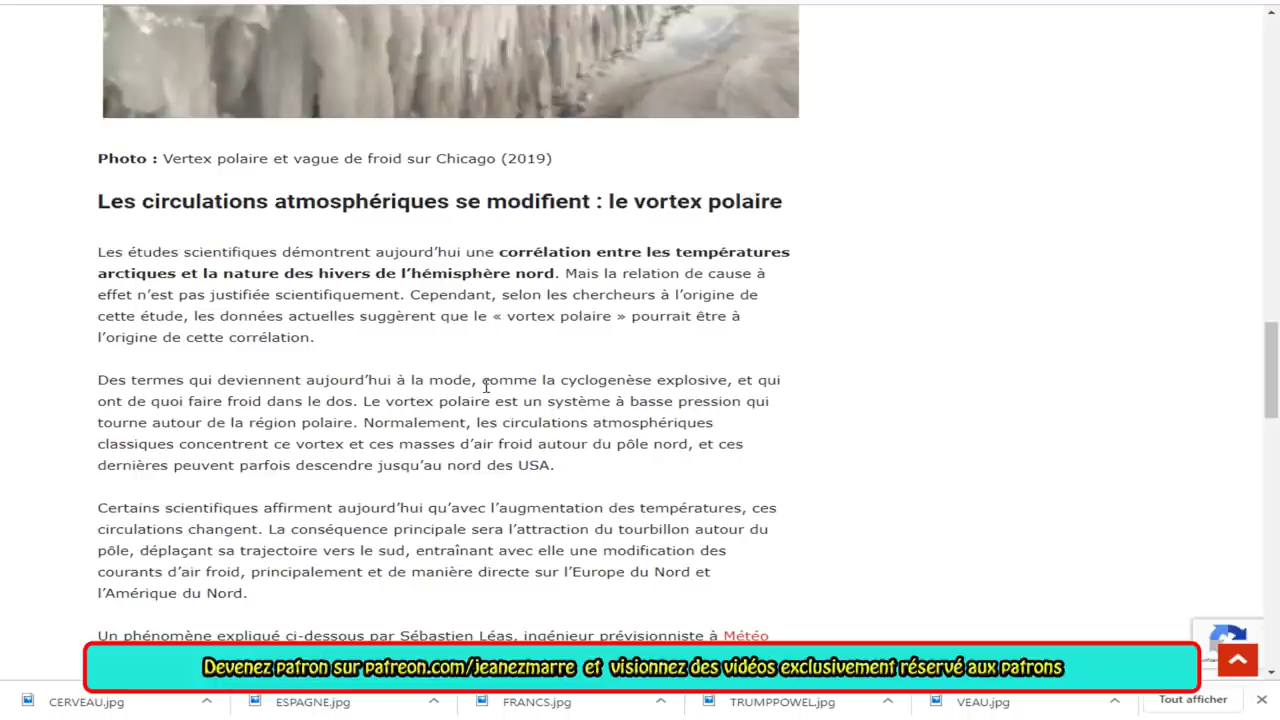 Photo : Vertex polaire et vague de froid sur Chicago (2019)
Les circulations atmosphériques se modifient : le vortex polaire
Les études scientifiques démontrent aujourd’hui une corrélation entre les températures
arctiques et la nature des hivers de l’hémisphère nord. Mais la relation de cause à
effet n’est pas justifiée scientifiquement. Cependant, selon les chercheurs à l’origine de
cette étude, les données actuelles suggèrent que le « vortex polaire » pourrait être à
l’origine de cette corrélation.
Des termes qui deviennent aujourd’hui à la mode, comme la cyclogenèse explosive, et qui
ont de quoi faire froid dans le dos. Le vortex polaire est un système à basse pression qui
tourne autour de la région polaire. Normalement, les circulations atmosphériques
classiques concentrent ce vortex et ces masses d’air froid autour du pôle nord, et ces
dernières peuvent parfois descendre jusqu’au nord des USA.
Certains scientifiques affirment aujourd’hui qu’avec l’augmentation des températures, ces
circulations changent. La conséquence principale sera l’attraction du tourbillon autour du
pôle, déplaçant sa trajectoire vers le sud, entraînant avec elle une modification des
courants d’air froid, principalement et de manière directe sur l’Europe du Nord et
l’Amérique du Nord.
Un phénomène expliqué ci-dessous par Sébastien Léas, ingénieur prévisionniste à Météo
Devenez patron sur patreon.com/jeanezmarre et visionnez des vidéos exclusivement réservé aux patrons
CERVEAU.jpg ESPAGNE.jpg FRANCS.jpg TRUMPPOWEL.jpg VEAU.jpg Tout afficher